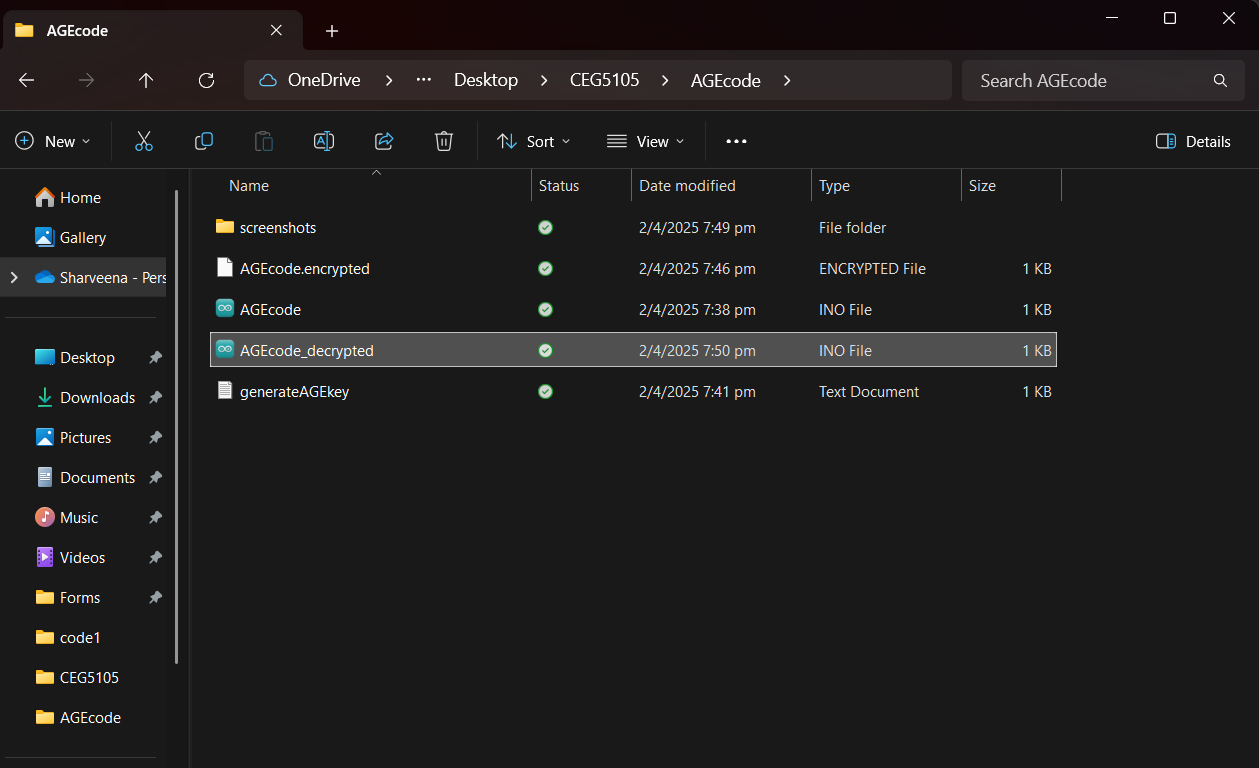 AGEcode
OneDrive > ... Desktop > CEG5105 > AGEcode > Search AGEcode
New Sort View ... Details
Name Status Date modified Type Size
screenshots 2/4/2025 7:49 pm File folder
AGEcode.encrypted 2/4/2025 7:46 pm ENCRYPTED File 1 KB
AGEcode 2/4/2025 7:38 pm INO File 1 KB
AGEcode_decrypted 2/4/2025 7:50 pm INO File 1 KB
generateAGEkey 2/4/2025 7:41 pm Text Document 1 KB
Home
Gallery
Sharveena - Pers
Desktop
Downloads
Pictures
Documents
Music
Videos
Forms
code1
CEG5105
AGEcode